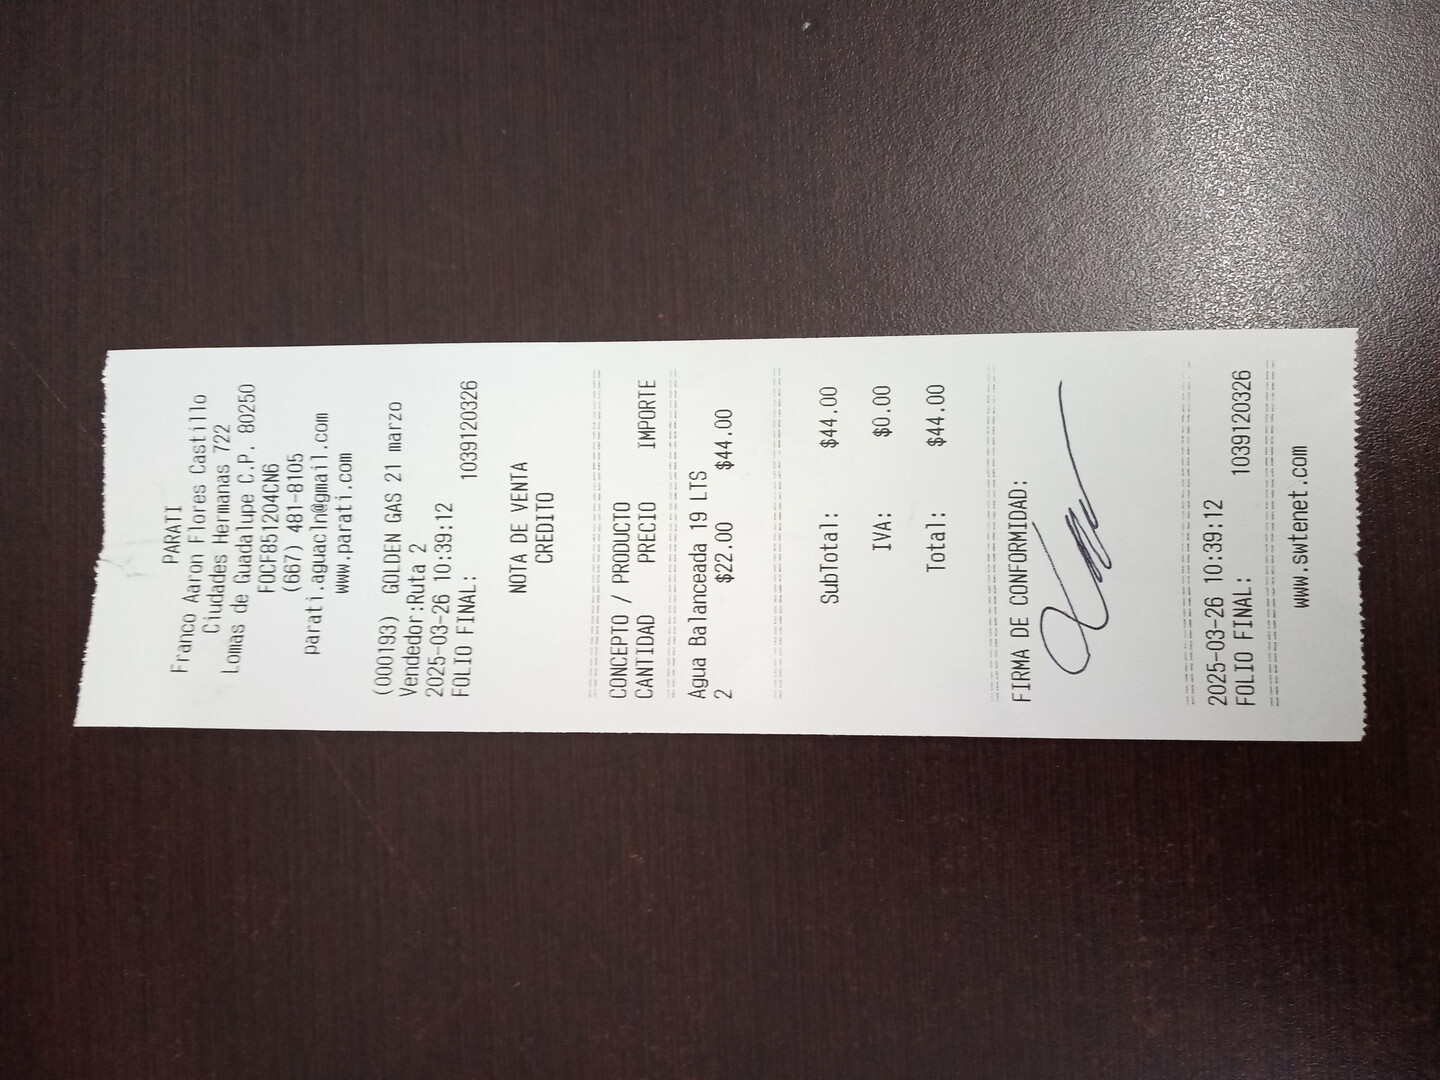 PARATI
Franco Aaron Flores Castillo
Ciudades Hermanas 722
Lomas de Guadalupe C.P. 80250
FOCF851204CN6
(667) 481-8105
parati.aguacln@gmail.com
www.parati.com
(000193) GOLDEN GAS 21 marzo
Vendedor:Ruta 2
2025-03-26 10:39:12
FOLIO FINAL: 1039120326
NOTA DE VENTA
CREDITO
CONCEPTO / PRODUCTO
CANTIDAD PRECIO IMPORTE
Agua Balanceada 19 LTS
2 $22.00 $44.00
SubTotal: $44.00
IVA: $0.00
Total: $44.00
FIRMA DE CONFORMIDAD:
2025-03-26 10:39:12
FOLIO FINAL: 1039120326
www.swtenet.com